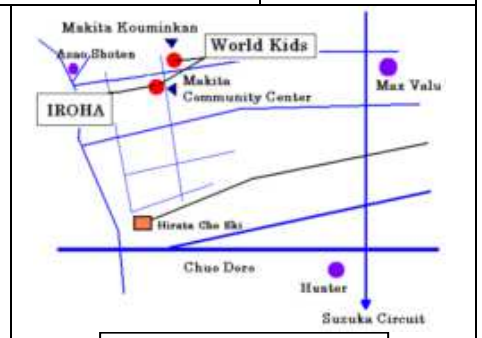 Makita Kouminkan
World Kids
Asao Shoten
Makita
Community Center
Max Valu
IROHA
Hirata Cho Eki
Chuo Doro
Hunter
Suzuka Circuit